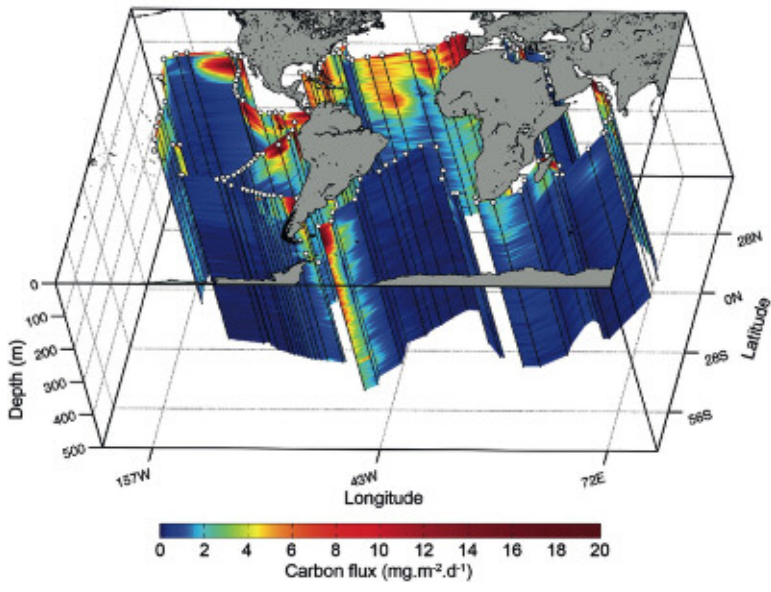 0
100
200
300
400
500
Depth (m)
28N
0N
28S
56S
Latitude
157W
43W
72E
Longitude
0 2 4 6 8 10 12 14 16 18 20
Carbon flux (mg.m-2.d-1)